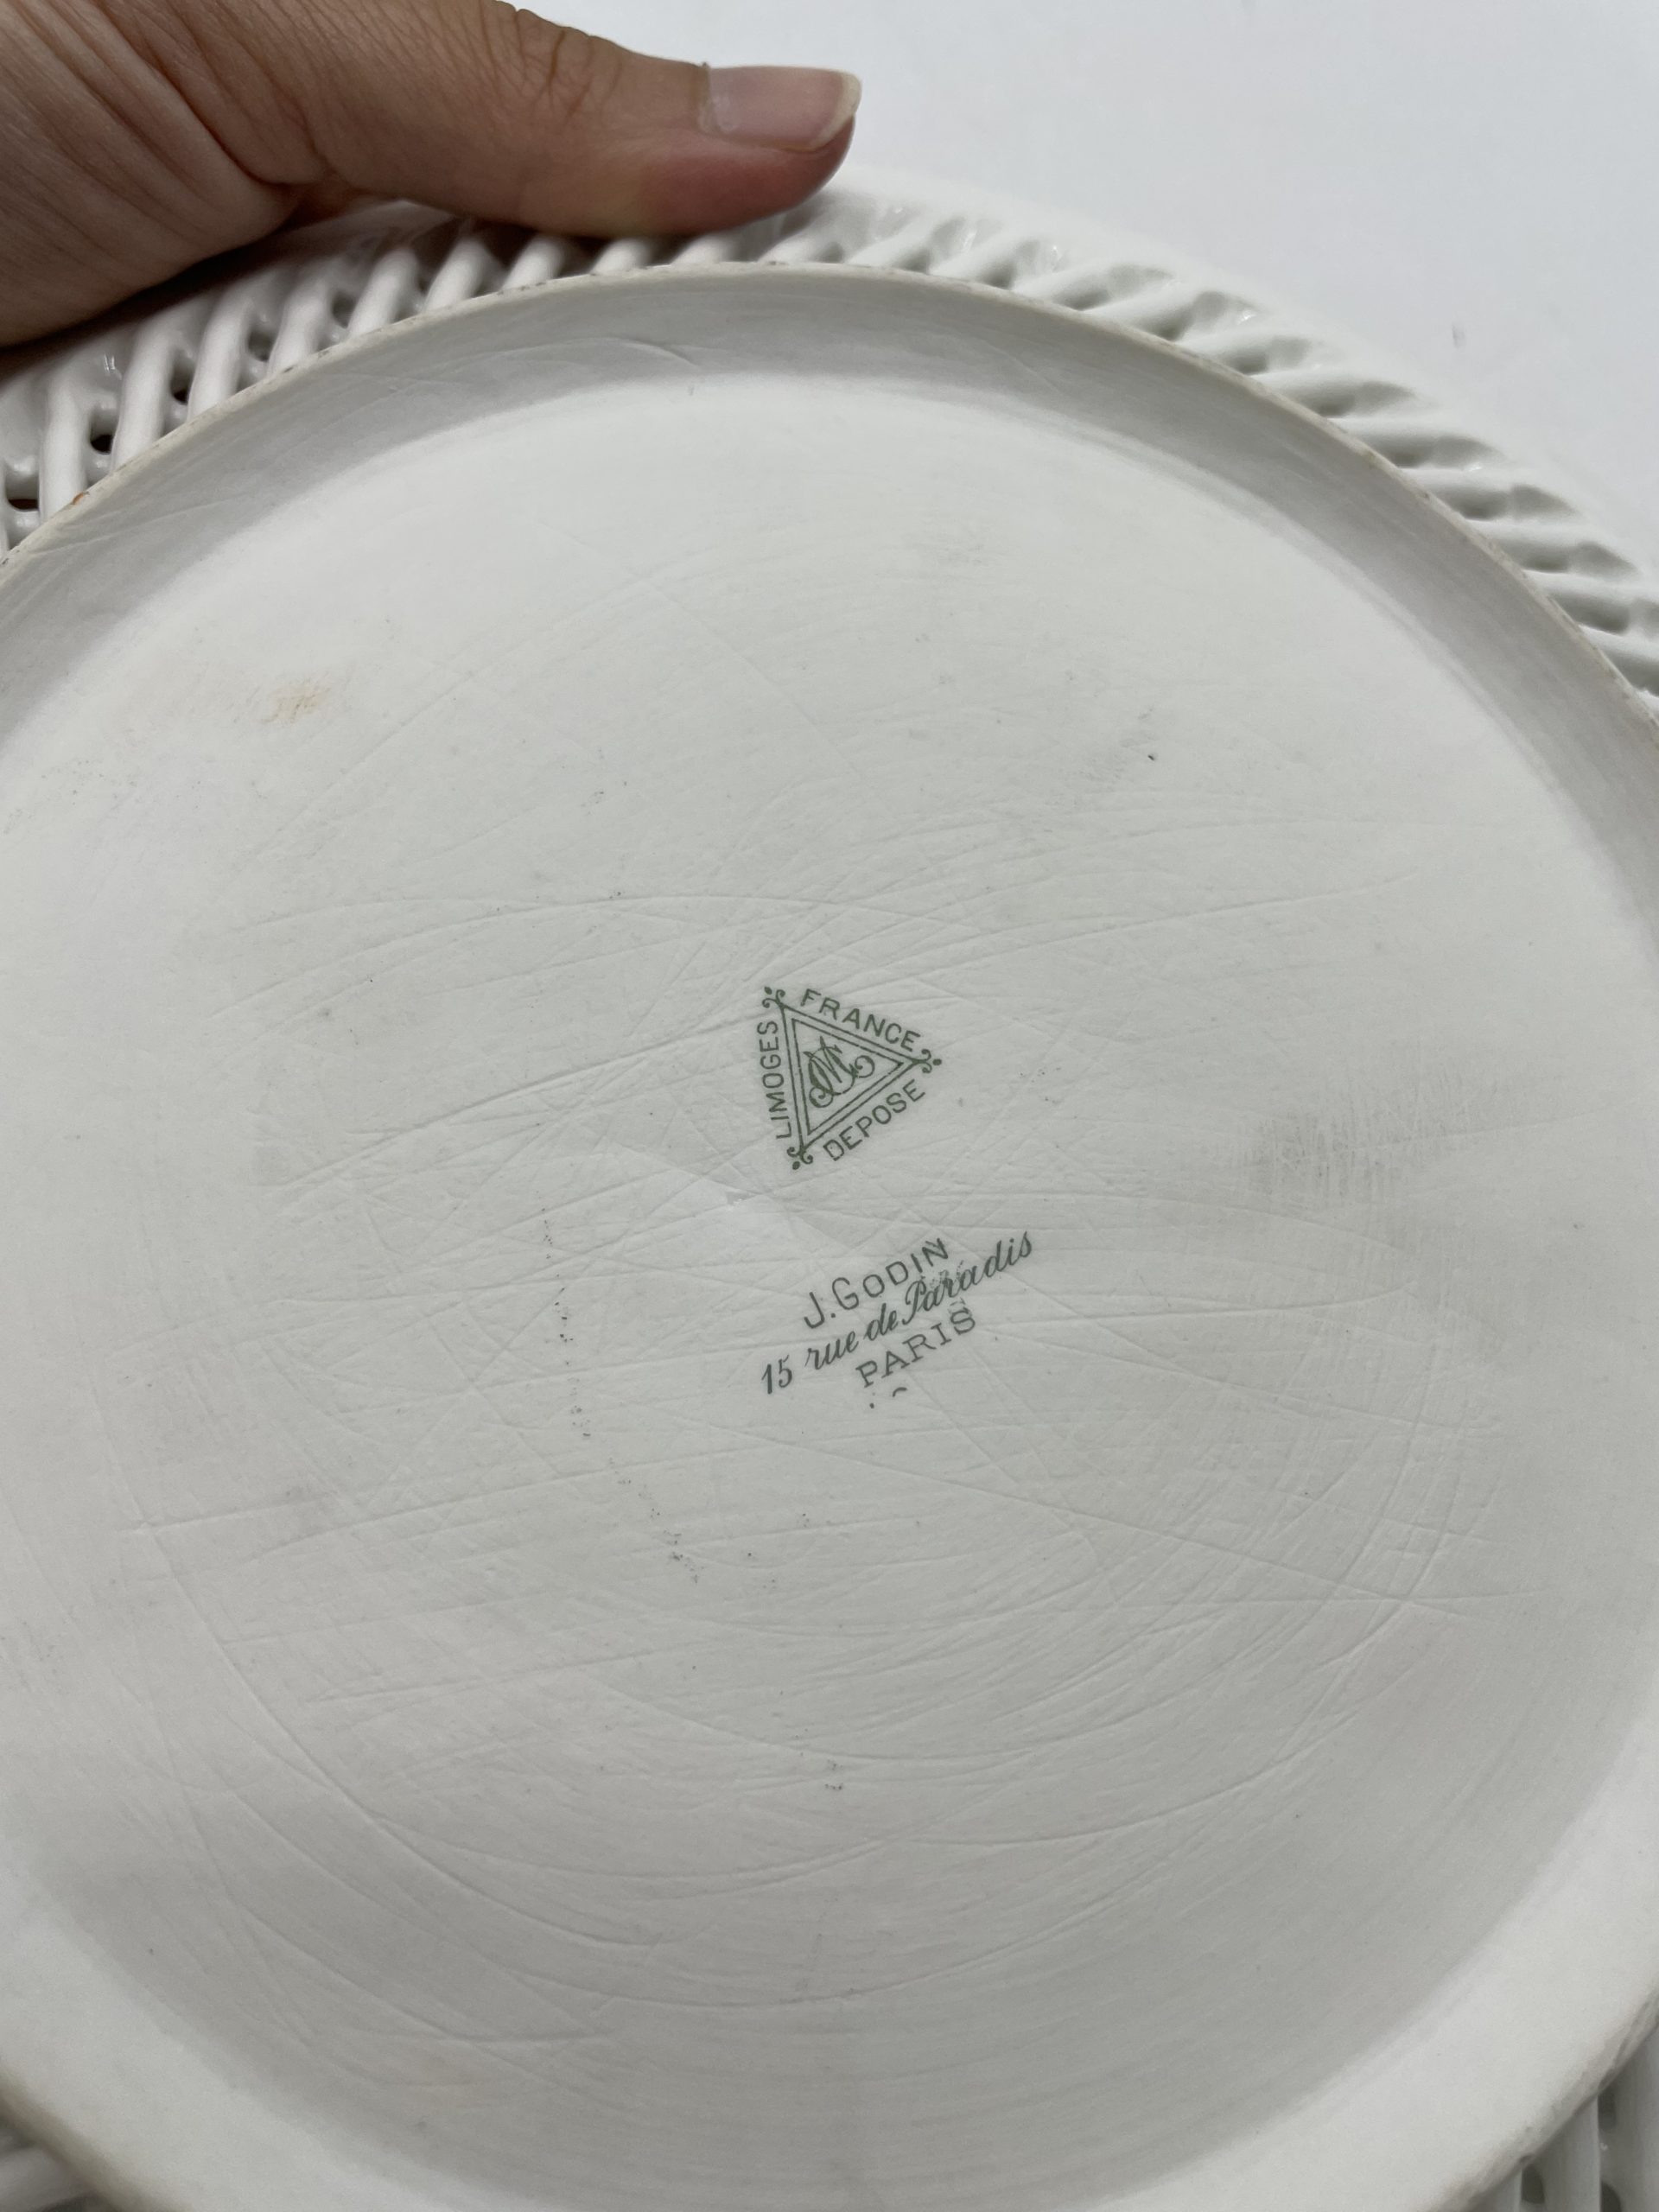 LIMOGES
FRANCE
DEPOSE
J. GODIN
15 rue de Paradis
PARIS